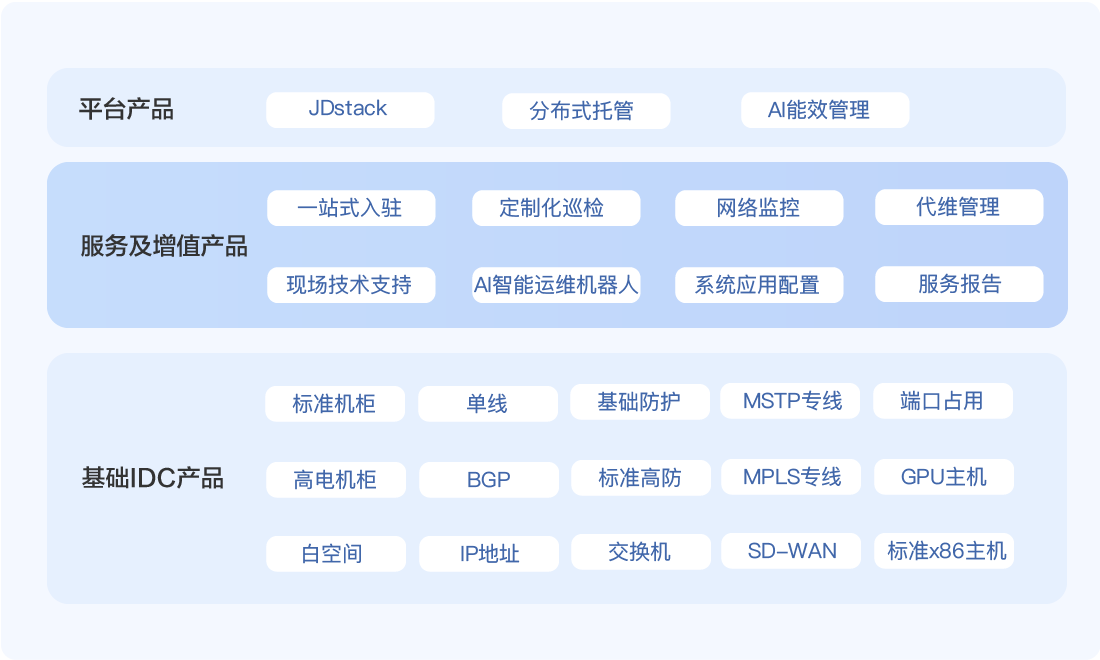 平台产品
JDstack
分布式托管
AI能效管理
服务及增值产品
一站式入驻
定制化巡检
网络监控
代维管理
现场技术支持
AI智能运维机器人
系统应用配置
服务报告
基础IDC产品
标准机柜
单线
基础防护
MSTP专线
端口占用
高电机柜
BGP
标准高防
MPLS专线
GPU主机
白空间
IP地址
交换机
SD-WAN
标准x86主机